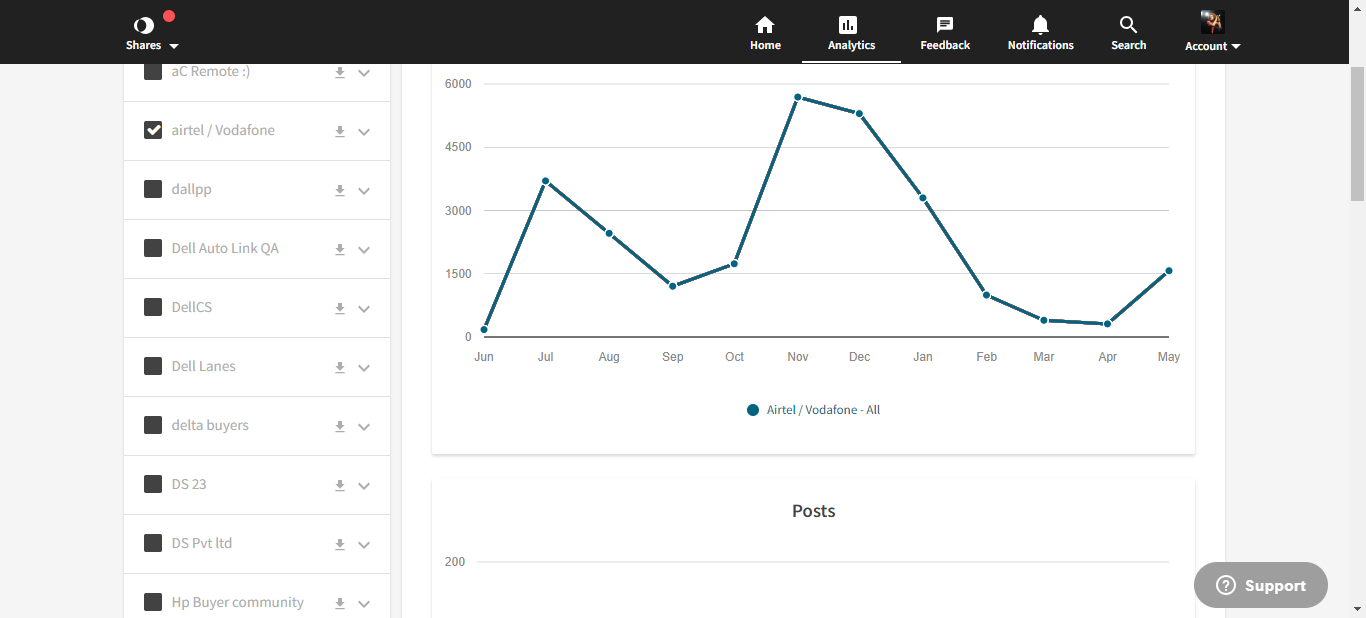 Shares
Home
Analytics
Feedback
Notifications
Search
Account
aC Remote :)
airtel / Vodafone
dallpp
Dell Auto Link QA
DellCS
Dell Lanes
delta buyers
DS 23
DS Pvt ltd
Hp Buyer community
6000
4500
3000
1500
0
Jun Jul Aug Sep Oct Nov Dec Jan Feb Mar Apr May
Airtel / Vodafone - All
Posts
200
? Support